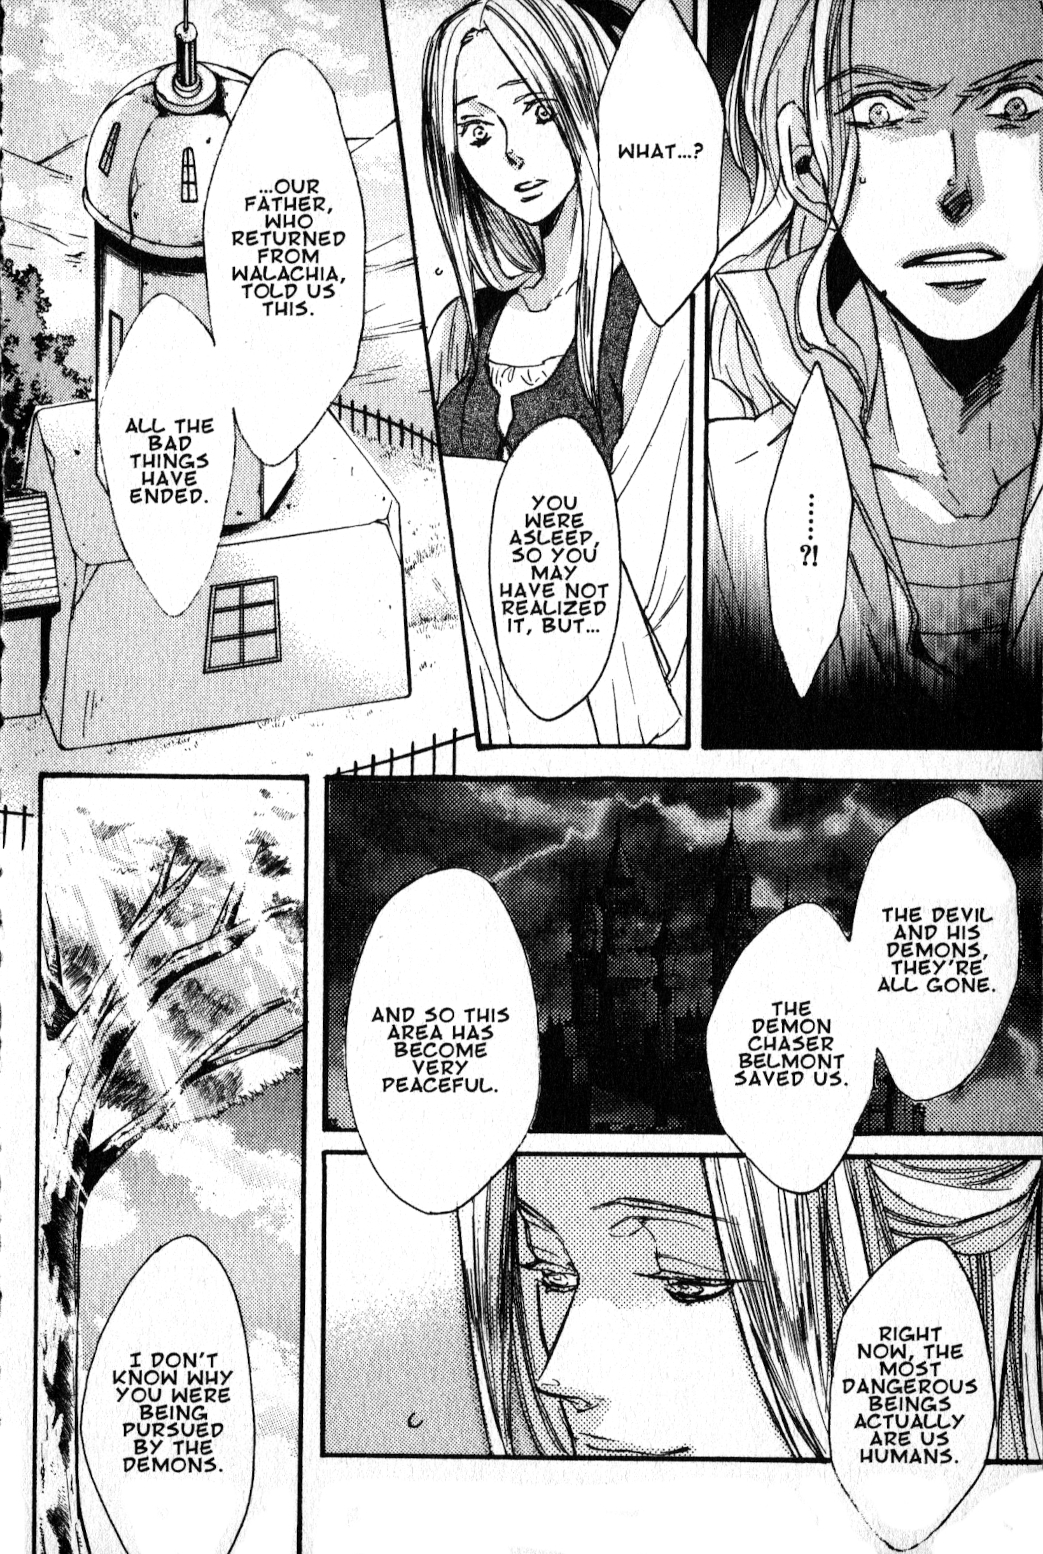 ......
?!
WHAT...?
YOU
WERE
ASLEEP,
SO YOU
MAY
HAVE NOT
REALIZED
IT, BUT...
...OUR
FATHER,
WHO
RETURNED
FROM
WALACHIA,
TOLD US
THIS.
ALL THE
BAD
THINGS
HAVE
ENDED.
THE DEVIL
AND HIS
DEMONS,
THEY'RE
ALL GONE.
THE
DEMON
CHASER
BELMONT
SAVED US.
AND SO THIS
AREA HAS
BECOME
VERY
PEACEFUL.
RIGHT
NOW, THE
MOST
DANGEROUS
BEINGS
ACTUALLY
ARE US
HUMANS.
I DON'T
KNOW WHY
YOU WERE
BEING
PURSUED
BY THE
DEMONS.